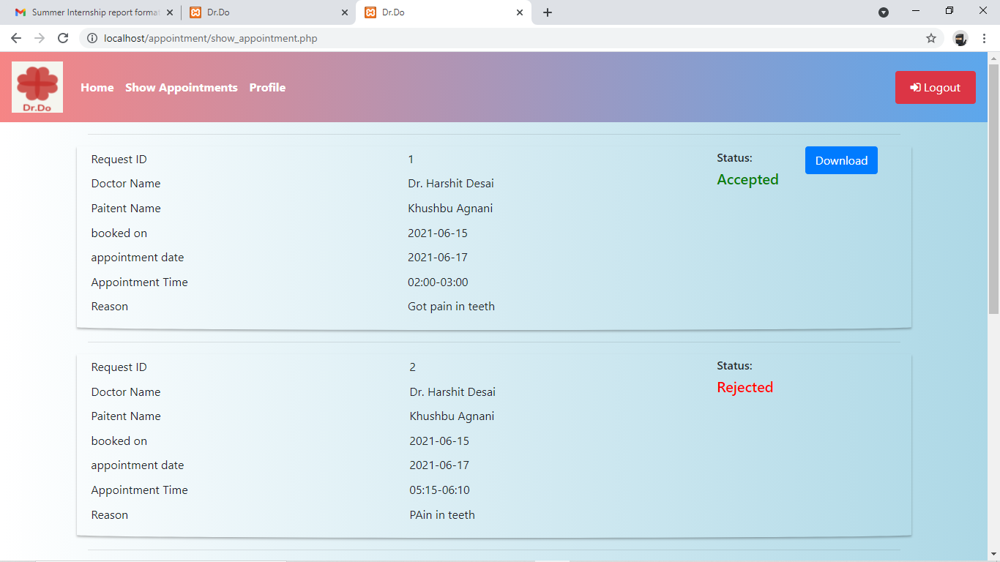 Summer Internship report forma
Dr.Do
Dr.Do
localhost/appointment/show_appointment.php
Dr.Do
Home Show Appointments Profile
Logout
Request ID 1 Status: Download
Doctor Name Dr. Harshit Desai Accepted
Paitent Name Khushbu Agnani
booked on 2021-06-15
appointment date 2021-06-17
Appointment Time 02:00-03:00
Reason Got pain in teeth
Request ID 2 Status:
Doctor Name Dr. Harshit Desai Rejected
Paitent Name Khushbu Agnani
booked on 2021-06-15
appointment date 2021-06-17
Appointment Time 05:15-06:10
Reason PAin in teeth